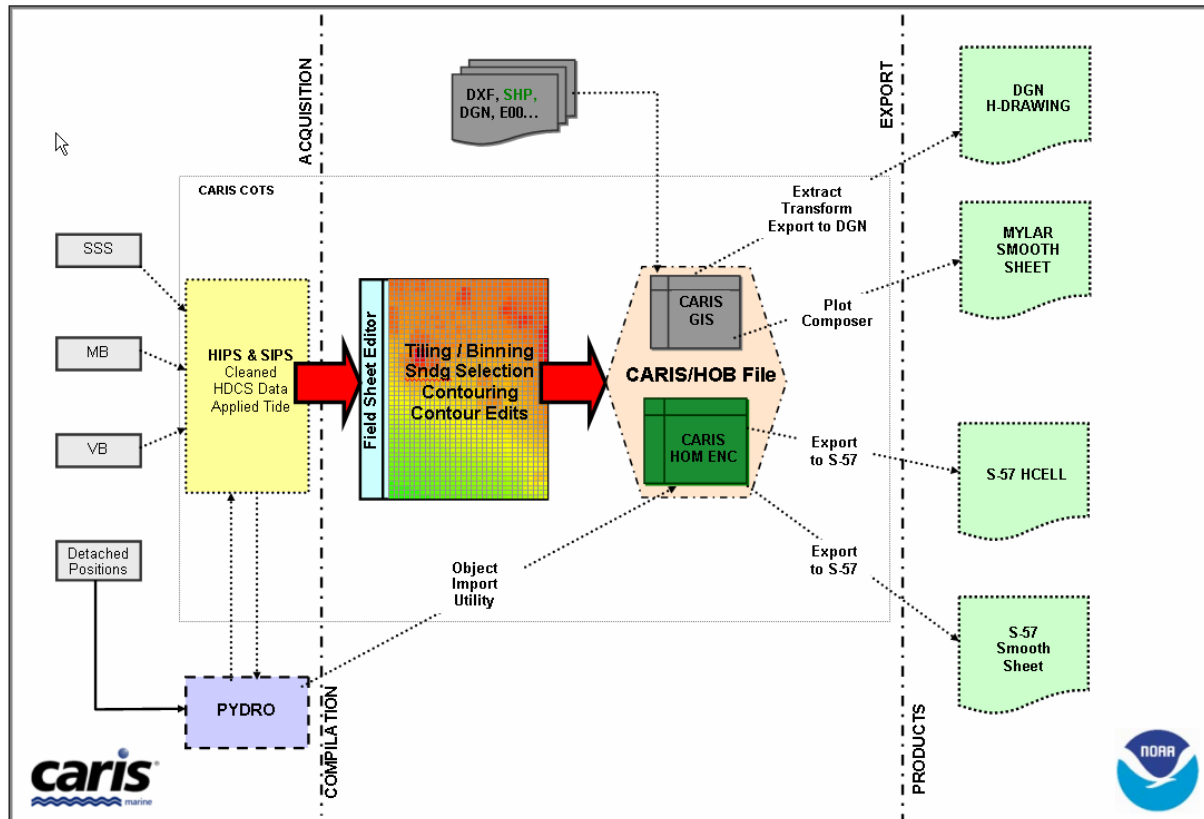 ACQUISITION
DXF, SHP,
DGN, E00...
EXPORT
DGN
H-DRAWING
CARIS COTS
Extract
Transform
Export to DGN
MYLAR
SMOOTH
SHEET
SSS
MB
VB
HIPS & SIPS
Cleaned
HDCS Data
Applied Tide
Field Sheet Editor
Tiling / Binning
Sndg Selection
Contouring
Contour Edits
CARIS
GIS
Plot
Composer
CARIS/HOB File
CARIS
HOM ENC
Export
to S-57
S-57 HCELL
Detached
Positions
Object
Import
Utility
Export
to S-57
S-57
Smooth
Sheet
PYDRO
COMPILATION
PRODUCTS
caris
marine
NOAA